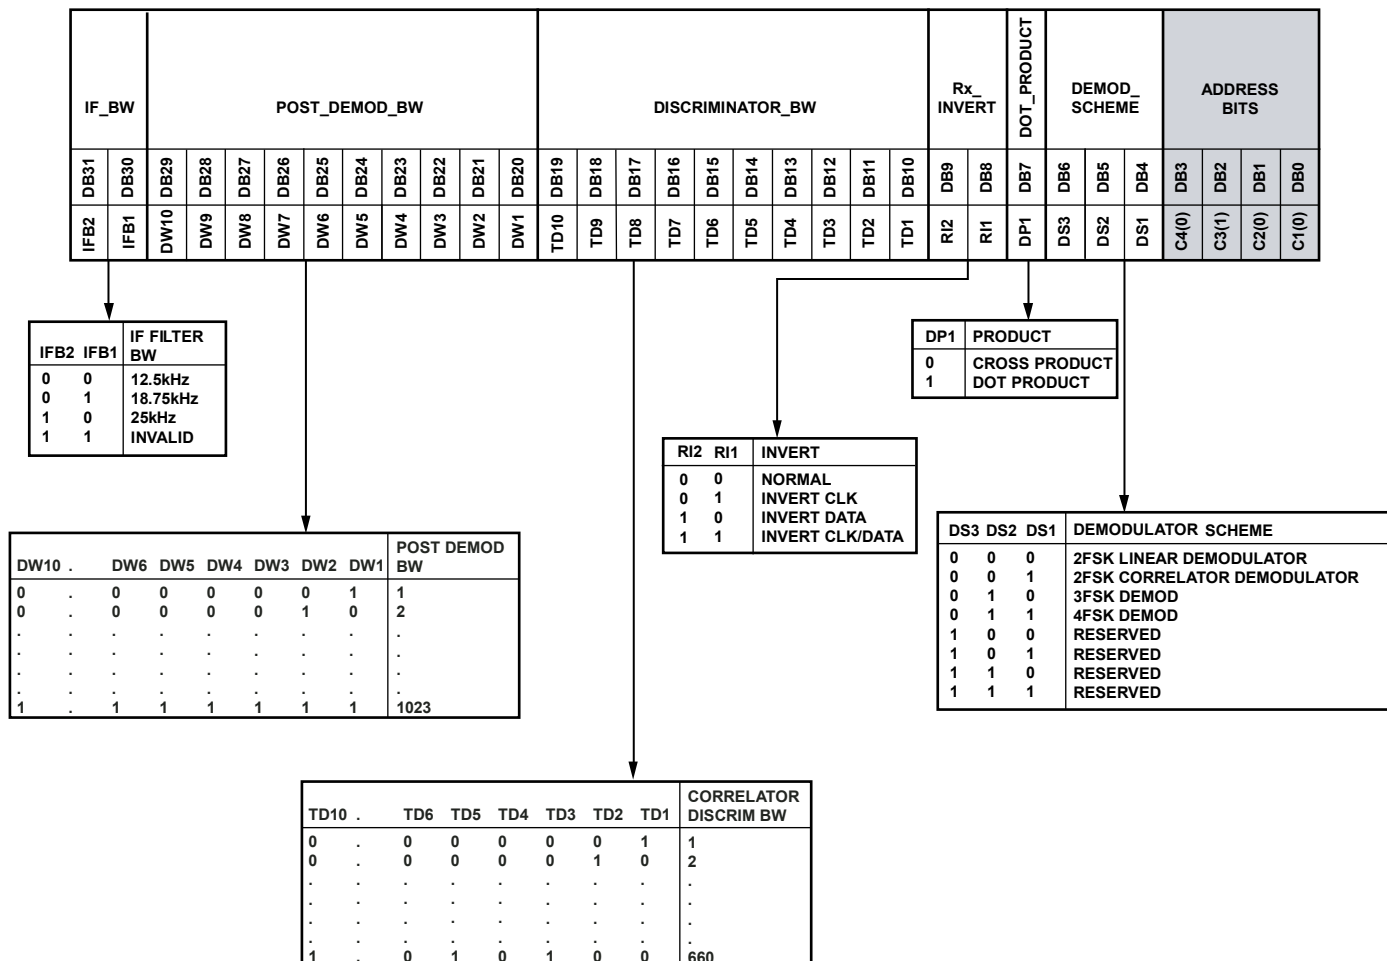 IF_BW POST_DEMOD_BW DISCRIMINATOR_BW Rx_ INVERT DOT_PRODUCT DEMOD_ SCHEME ADDRESS BITS
DB31 DB30 DB29 DB28 DB27 DB26 DB25 DB24 DB23 DB22 DB21 DB20 DB19 DB18 DB17 DB16 DB15 DB14 DB13 DB12 DB11 DB10 DB9 DB8 DB7 DB6 DB5 DB4 DB3 DB2 DB1 DB0
IFB2 IFB1 DW10 DW9 DW8 DW7 DW6 DW5 DW4 DW3 DW2 DW1 TD10 TD9 TD8 TD7 TD6 TD5 TD4 TD3 TD2 TD1 RI2 RI1 DP1 DS3 DS2 DS1 C4(0) C3(1) C2(0) C1(0)
IFB2 IFB1 IF FILTER BW
0 0 12.5kHz
0 1 18.75kHz
1 0 25kHz
1 1 INVALID
DP1 PRODUCT
0 CROSS PRODUCT
1 DOT PRODUCT
RI2 RI1 INVERT
0 0 NORMAL
0 1 INVERT CLK
1 0 INVERT DATA
1 1 INVERT CLK/DATA
DS3 DS2 DS1 DEMODULATOR SCHEME
0 0 0 2FSK LINEAR DEMODULATOR
0 0 1 2FSK CORRELATOR DEMODULATOR
0 1 0 3FSK DEMOD
0 1 1 4FSK DEMOD
1 0 0 RESERVED
1 0 1 RESERVED
1 1 0 RESERVED
1 1 1 RESERVED
DW10 . DW6 DW5 DW4 DW3 DW2 DW1 POST DEMOD BW
0 . 0 0 0 0 0 1 1
0 . 0 0 0 0 1 0 2
. . . . . . . . .
. . . . . . . . .
. . . . . . . . .
. . . . . . . . .
1 . 1 1 1 1 1 1 1023
TD10 . TD6 TD5 TD4 TD3 TD2 TD1 CORRELATOR DISCRIM BW
0 . 0 0 0 0 0 1 1
0 . 0 0 0 0 1 0 2
. . . . . . . . .
. . . . . . . . .
. . . . . . . . .
. . . . . . . . .
1 . 0 1 0 1 0 0 660